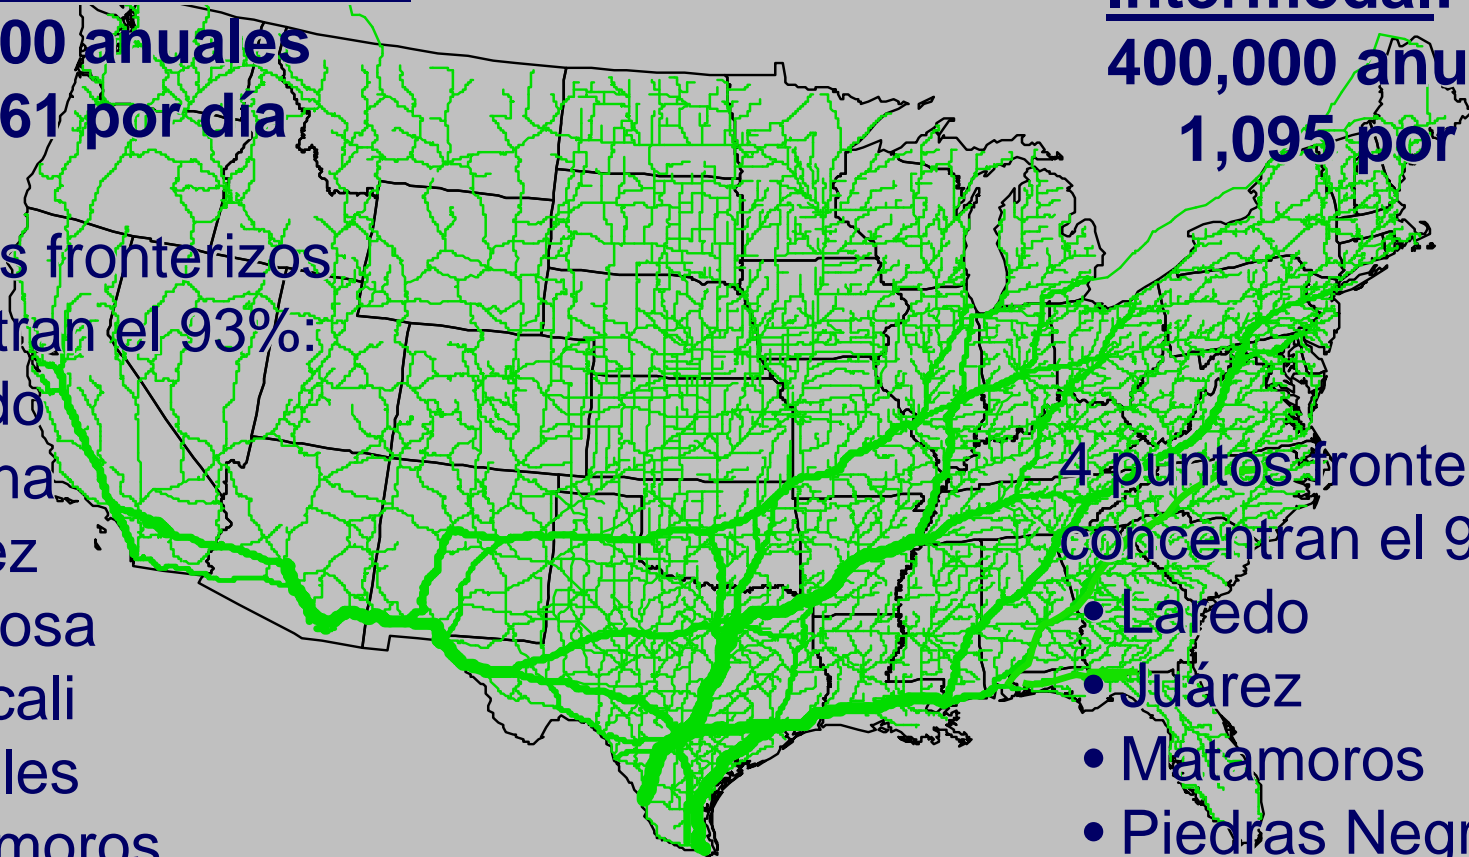 00 anuales
61 por día
s fronterizos
tran el 93%:
do
na
ez
osa
cali
les
moros
Intermodal:
400,000 anu
1,095 por
4 puntos fronte
concentran el 9
• Laredo
• Juárez
• Matamoros
• Piedras Negr